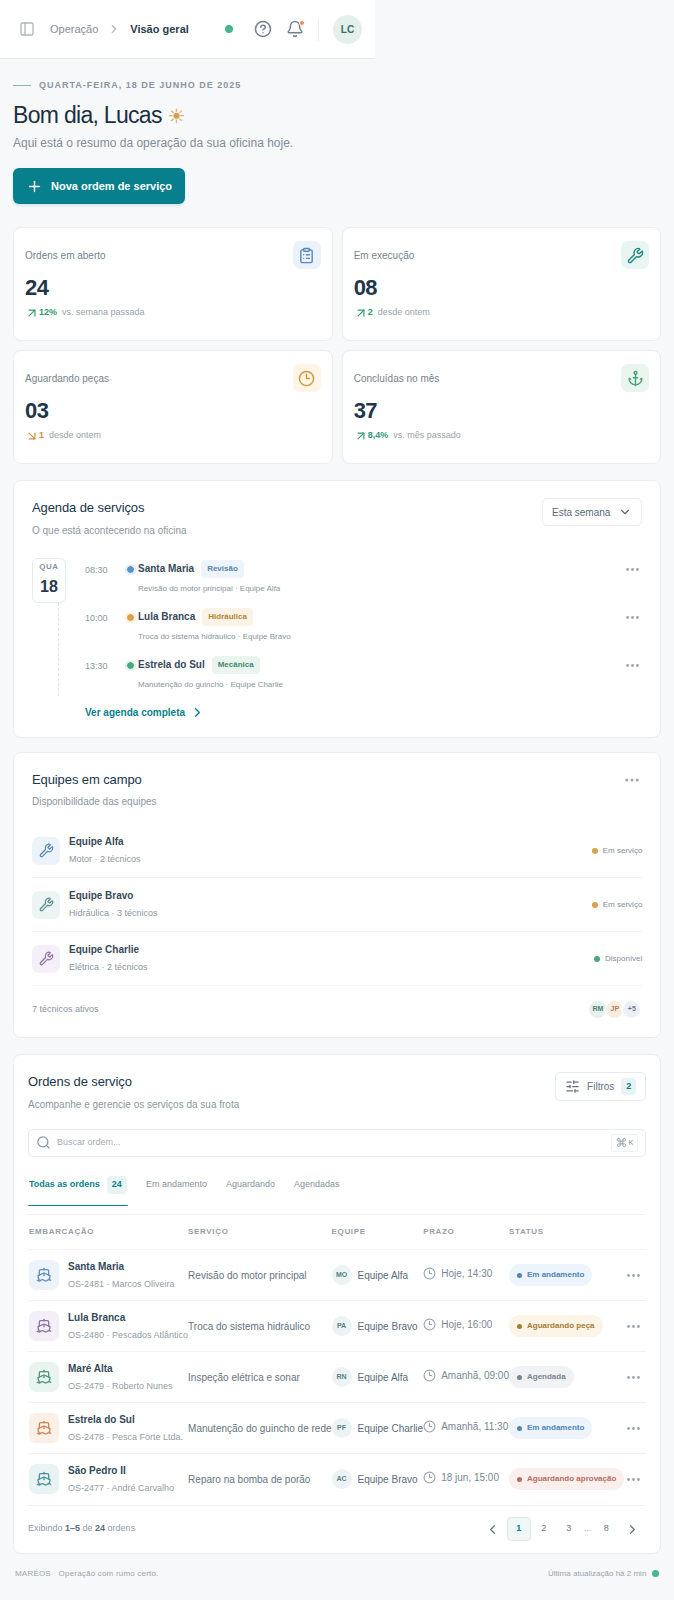 Operação > Visão geral LC
QUARTA-FEIRA, 18 DE JUNHO DE 2025
Bom dia, Lucas
Aqui está o resumo da operação da sua oficina hoje.
+ Nova ordem de serviço
Ordens em aberto
24
12% vs. semana passada
Em execução
08
2 desde ontem
Aguardando peças
03
1 desde ontem
Concluídas no mês
37
8,4% vs. mês passado
Agenda de serviços
O que está acontecendo na oficina
Esta semana
QUA
18
08:30 Santa Maria Revisão
Revisão do motor principal · Equipe Alfa
10:00 Lula Branca Hidráulica
Troca do sistema hidráulico · Equipe Bravo
13:30 Estrela do Sul Mecânica
Manutenção do guincho · Equipe Charlie
Ver agenda completa
Equipes em campo
Disponibilidade das equipes
Equipe Alfa
Motor · 2 técnicos
Em serviço
Equipe Bravo
Hidráulica · 3 técnicos
Em serviço
Equipe Charlie
Elétrica · 2 técnicos
Disponível
7 técnicos ativos RM JP +5
Ordens de serviço
Acompanhe e gerencie os serviços da sua frota
Filtros 2
Buscar ordem... ⌘ K
Todas as ordens 24 Em andamento Aguardando Agendadas
EMBARCAÇÃO SERVIÇO EQUIPE PRAZO STATUS
Santa Maria
OS-2481 · Marcos Oliveira
Revisão do motor principal MO Equipe Alfa Hoje, 14:30 Em andamento
Lula Branca
OS-2480 · Pescados Atlântico
Troca do sistema hidráulico PA Equipe Bravo Hoje, 16:00 Aguardando peça
Maré Alta
OS-2479 · Roberto Nunes
Inspeção elétrica e sonar RN Equipe Alfa Amanhã, 09:00 Agendada
Estrela do Sul
OS-2478 · Pesca Forte Ltda.
Manutenção do guincho de rede PF Equipe Charlie Amanhã, 11:30 Em andamento
São Pedro II
OS-2477 · André Carvalho
Reparo na bomba de porão AC Equipe Bravo 18 jun, 15:00 Aguardando aprovação
Exibindo 1–5 de 24 ordens 1 2 3 ... 8
MARÉOS · Operação com rumo certo. Última atualização há 2 min